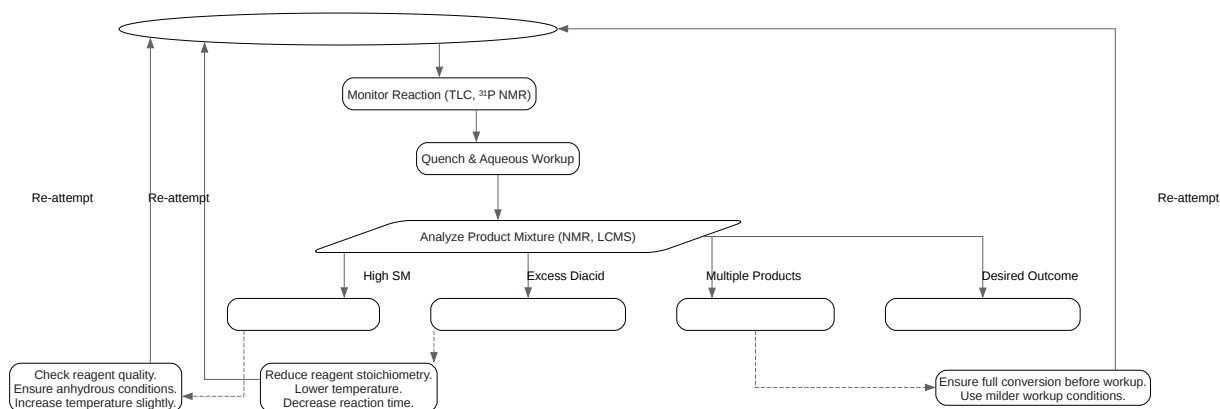 Monitor Reaction (TLC, ³¹P NMR)
Quench & Aqueous Workup
Re-attempt
Re-attempt
Re-attempt
Analyze Product Mixture (NMR, LCMS)
High SM
Excess Diacid
Multiple Products
Desired Outcome
Check reagent quality.
Ensure anhydrous conditions.
Increase temperature slightly.
Reduce reagent stoichiometry.
Lower temperature.
Decrease reaction time.
Ensure full conversion before workup.
Use milder workup conditions.